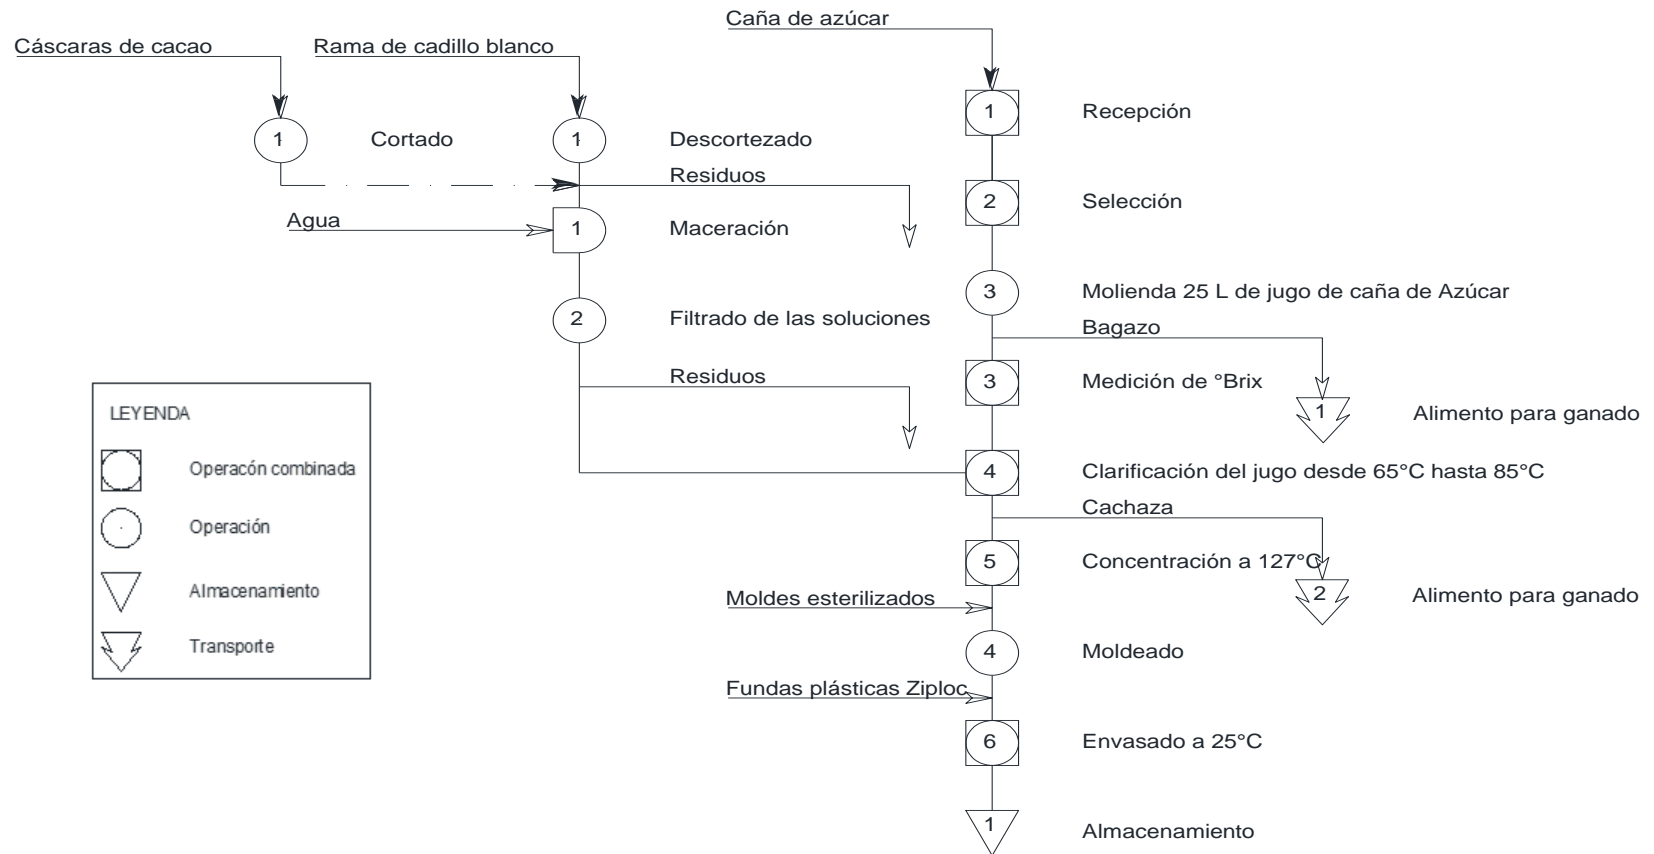 Caña de azúcar
Cáscaras de cacao
Rama de cadillo blanco
1 Recepción
1 Cortado
1 Descortezado
Residuos
2 Selección
Agua
1 Maceración
3 Molienda 25 L de jugo de caña de Azúcar
2 Filtrado de las soluciones
Bagazo
Residuos
3 Medición de °Brix
1 Alimento para ganado
4 Clarificación del jugo desde 65°C hasta 85°C
Cachaza
5 Concentración a 127°C
2 Alimento para ganado
Moldes esterilizados
4 Moldeado
Fundas plásticas Ziploc
6 Envasado a 25°C
1 Almacenamiento
LEYENDA
Operacón combinada
Operación
Almacenamiento
Transporte